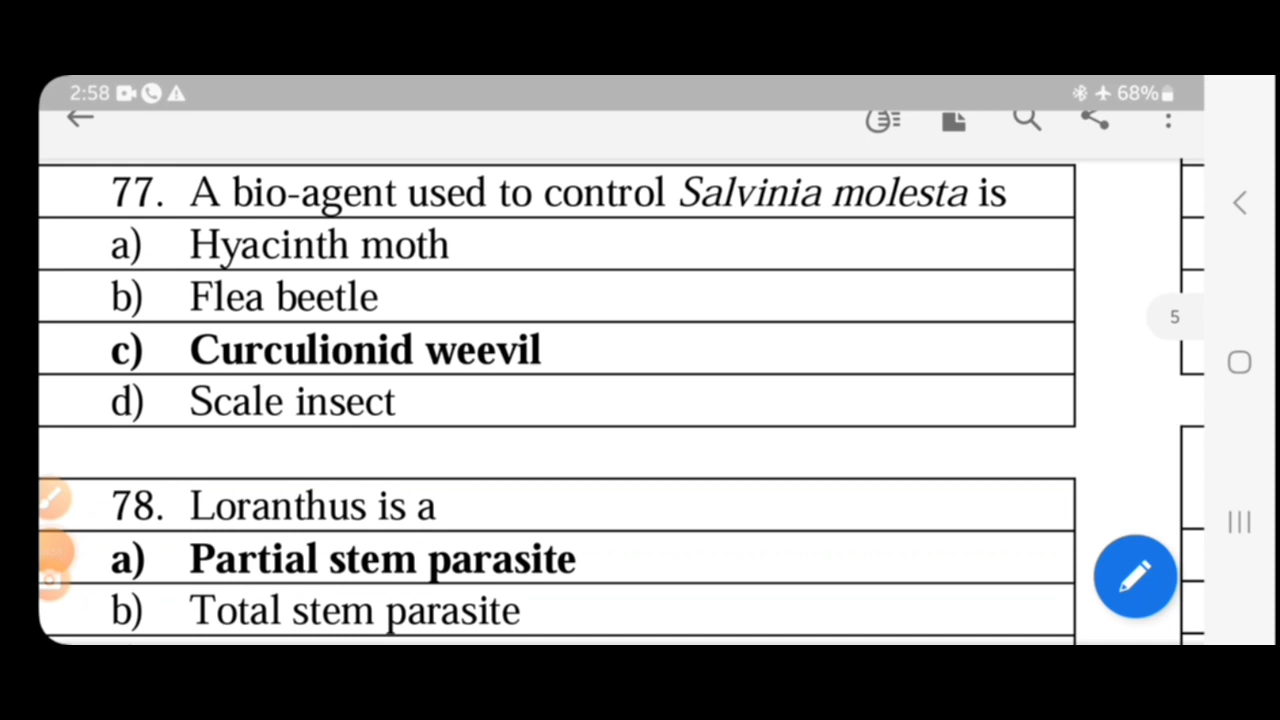 2:58 68%
77. A bio-agent used to control Salvinia molesta is
a) Hyacinth moth
b) Flea beetle
5
c) Curculionid weevil
d) Scale insect
78. Loranthus is a
a) Partial stem parasite
b) Total stem parasite